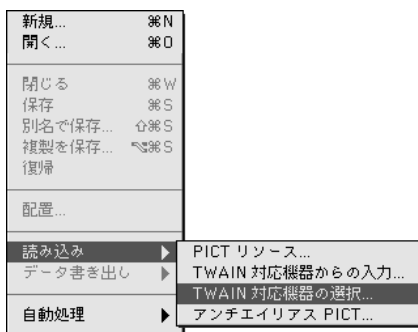 新規... ⌘N
開く... ⌘O
閉じる ⌘W
保存 ⌘S
別名で保存... ⇧⌘S
複製を保存... ⌥⌘S
復帰
配置...
読み込み ▶
データ書き出し ▶
自動処理 ▶
PICT リソース...
TWAIN 対応機器からの入力...
TWAIN 対応機器の選択...
アンチエイリアス PICT...